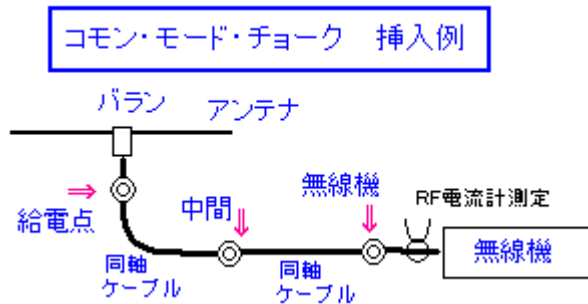 コモン・モード・チョーク 挿入例
バラン
アンテナ
給電点
中間
無線機
RF電流計測定
無線機
同軸
ケーブル
同軸
ケーブル